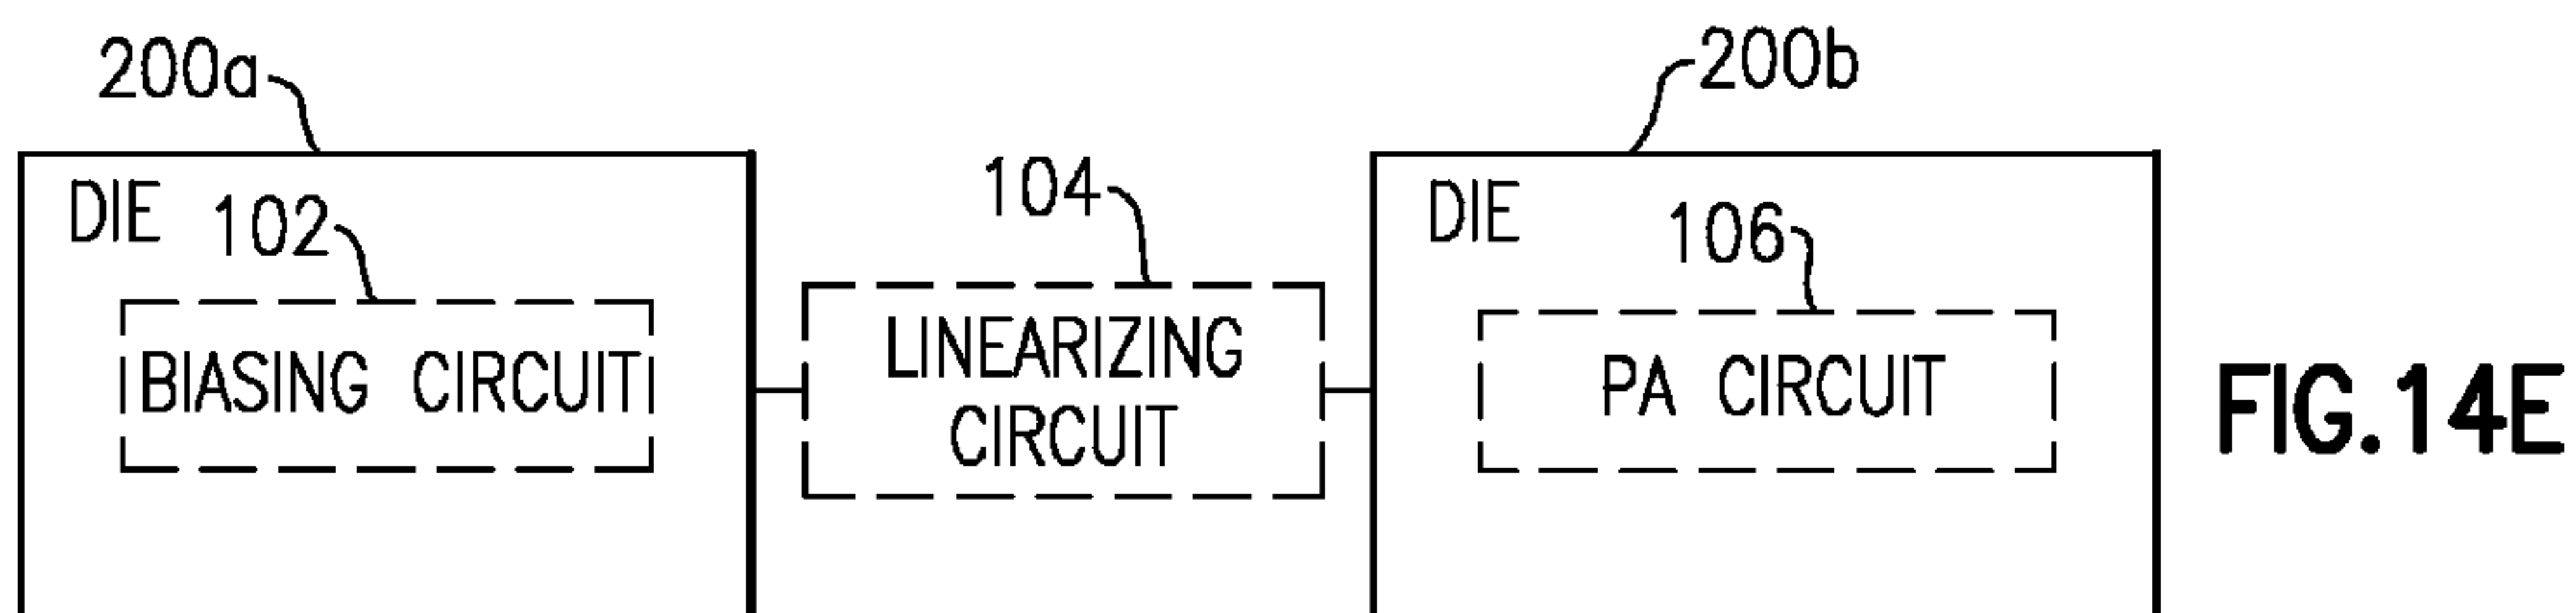 200a
200b
DIE
102
104
DIE
106
BIASING CIRCUIT
LINEARIZING
CIRCUIT
PA CIRCUIT
FIG.14E